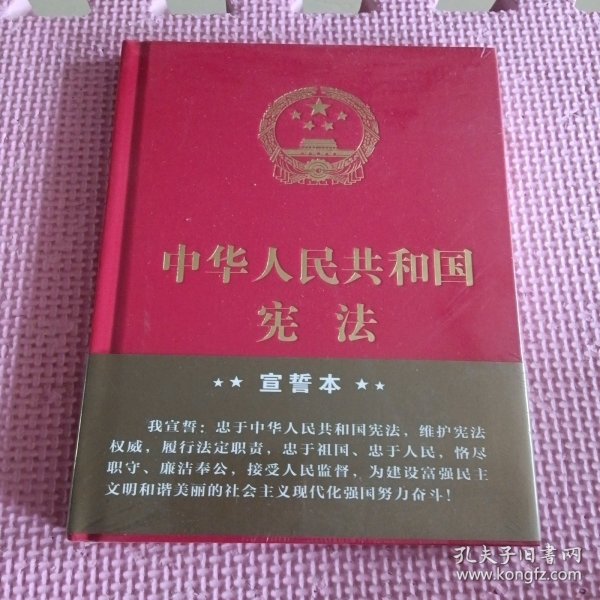 中华人民共和国
宪法
★★ 宣誓本 ★★
我宣誓：忠于中华人民共和国宪法，维护宪法
权威，履行法定职责，忠于祖国、忠于人民，恪尽
职守、廉洁奉公，接受人民监督，为建设富强民主
文明和谐美丽的社会主义现代化强国努力奋斗！
孔夫子旧书网
www.kongfz.com